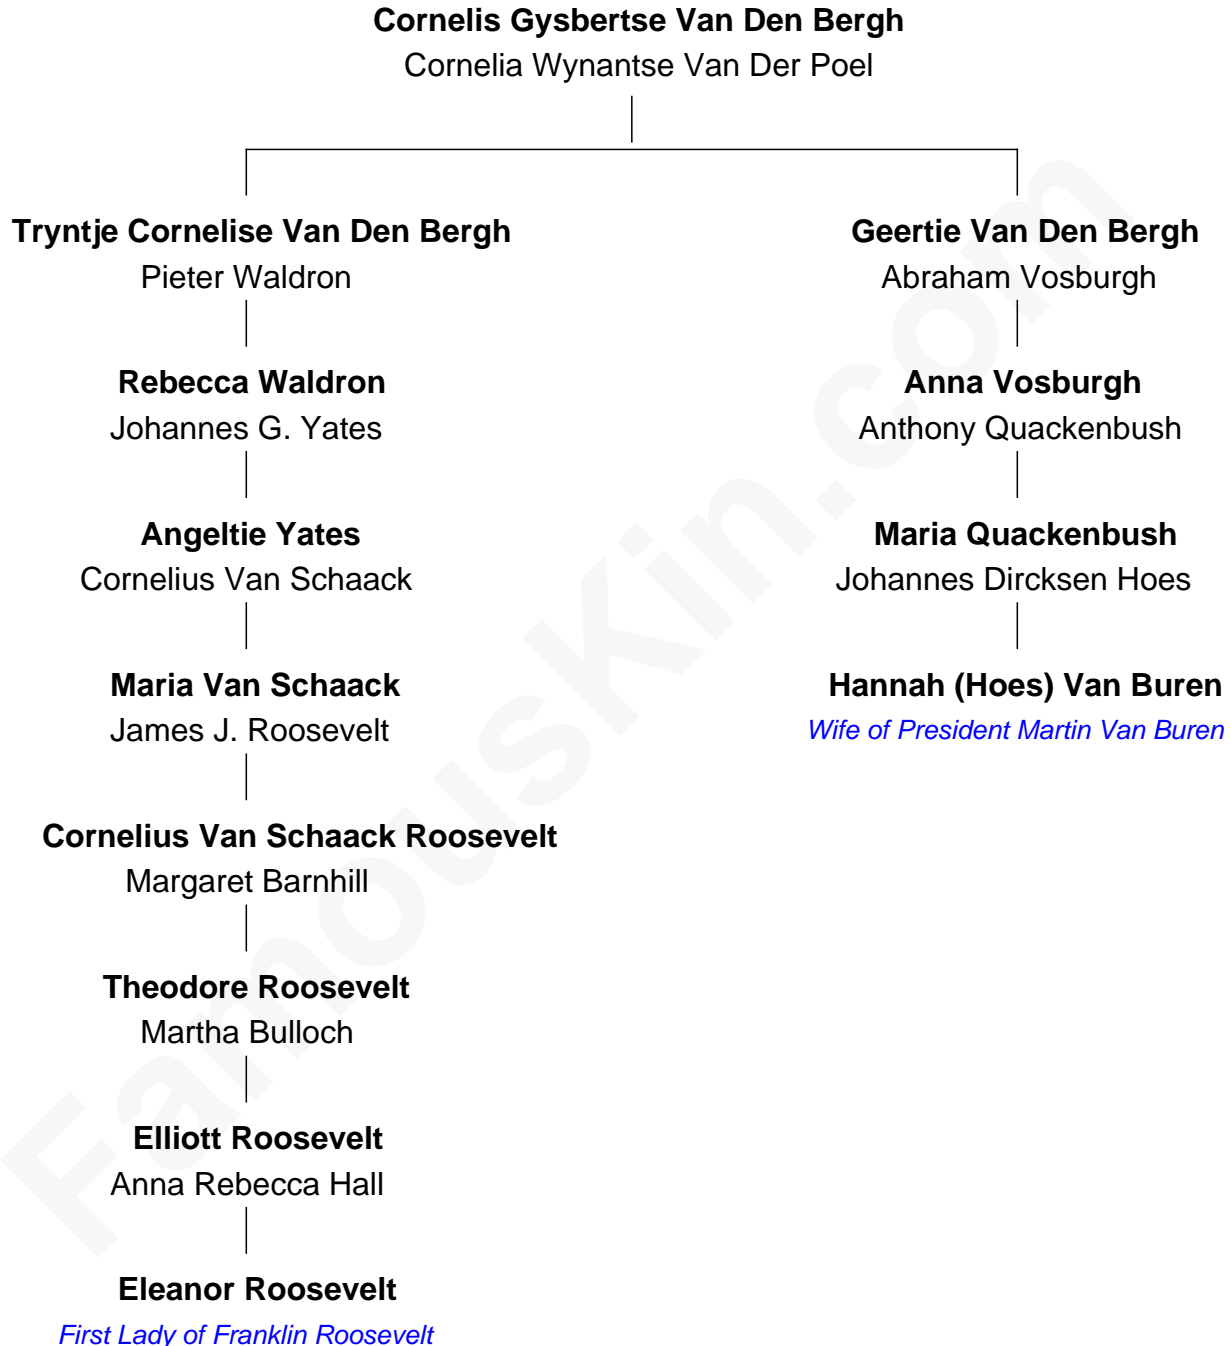 Cornelis Gysbertse Van Den Bergh
Cornelia Wynantse Van Der Poel
Tryntje Cornelise Van Den Bergh
Pieter Waldron
Geertie Van Den Bergh
Abraham Vosburgh
Rebecca Waldron
Johannes G. Yates
Anna Vosburgh
Anthony Quackenbush
Angeltie Yates
Cornelius Van Schaack
Maria Quackenbush
Johannes Dircksen Hoes
Maria Van Schaack
James J. Roosevelt
Hannah (Hoes) Van Buren
Wife of President Martin Van Buren
Cornelius Van Schaack Roosevelt
Margaret Barnhill
Theodore Roosevelt
Martha Bulloch
Elliott Roosevelt
Anna Rebecca Hall
Eleanor Roosevelt
First Lady of Franklin Roosevelt
FamousKin.com